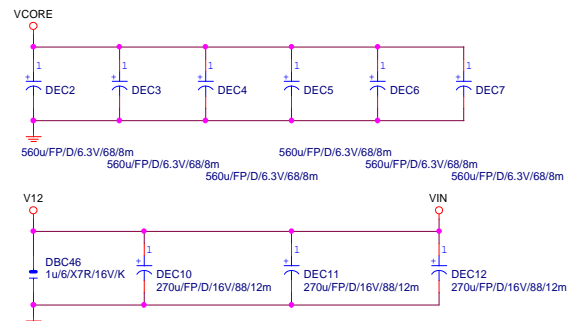 VCORE
1 1 1 1 1 1
+ DEC2 + DEC3 + DEC4 + DEC5 + DEC6 + DEC7
560u/FP/D/6.3V/68/8m 560u/FP/D/6.3V/68/8m
560u/FP/D/6.3V/68/8m 560u/FP/D/6.3V/68/8m
560u/FP/D/6.3V/68/8m 560u/FP/D/6.3V/68/8m
V12 VIN
1 1 1
+ + +
DBC46 DEC10 DEC11 DEC12
1u/6/X7R/16V/K 270u/FP/D/16V/88/12m 270u/FP/D/16V/88/12m 270u/FP/D/16V/88/12m